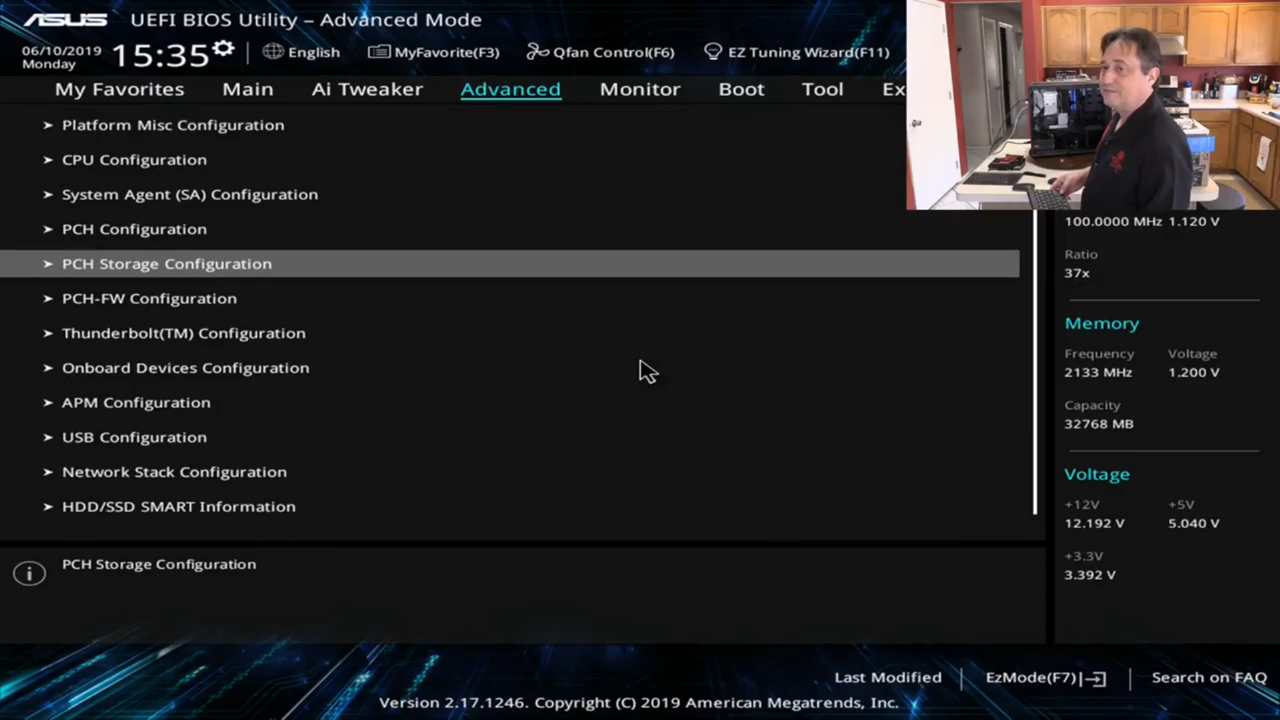 ASUS UEFI BIOS Utility – Advanced Mode
06/10/2019 Monday 15:35 English MyFavorite(F3) Qfan Control(F6) EZ Tuning Wizard(F11)
My Favorites Main Ai Tweaker Advanced Monitor Boot Tool
Platform Misc Configuration
CPU Configuration
System Agent (SA) Configuration
PCH Configuration
PCH Storage Configuration
PCH-FW Configuration
Thunderbolt(TM) Configuration
Onboard Devices Configuration
APM Configuration
USB Configuration
Network Stack Configuration
HDD/SSD SMART Information
PCH Storage Configuration
100.0000 MHz 1.120 V
Ratio
37x
Memory
Frequency Voltage
2133 MHz 1.200 V
Capacity
32768 MB
Voltage
+12V +5V
12.192 V 5.040 V
+3.3V
3.392 V
Last Modified EzMode(F7) Search on FAQ
Version 2.17.1246. Copyright (C) 2019 American Megatrends, Inc.